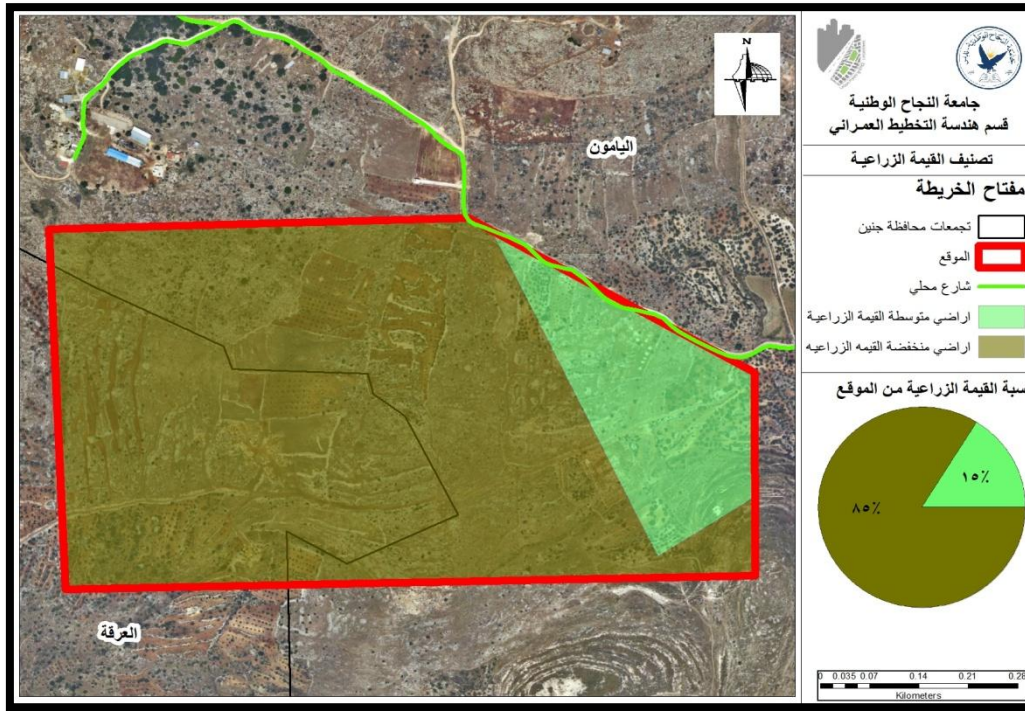 جامعة النجاح الوطنية
قسم هندسة التخطيط العمراني
تصنيف القيمة الزراعية
مفتاح الخريطة
تجمعات محافظة جنين
الموقع
شارع محلي
اراضي متوسطة القيمة الزراعية
اراضي منخفضة القيمه الزراعيه
سبة القيمة الزراعية من الموقع
١٥٪
٨٥٪
0 0.035 0.07 0.14 0.21 0.28
Kilometers
N
اليامون
العرقة